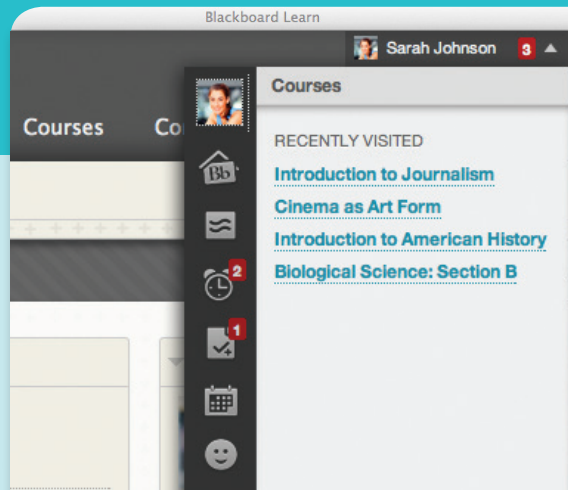 Blackboard Learn
Sarah Johnson 3
Courses
Courses Co
RECENTLY VISITED
Introduction to Journalism
Cinema as Art Form
Introduction to American History
Biological Science: Section B
Bb
2
1